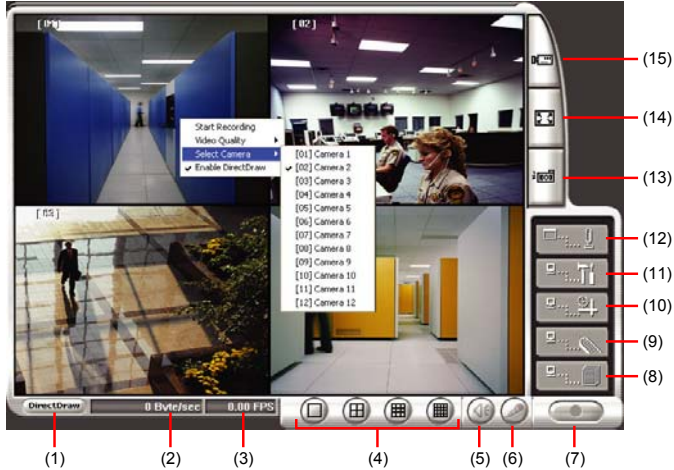 [01]
[02]
(15)
Start Recording
Video Quality
Select Camera
Enable DirectDraw
[01] Camera 1
[02] Camera 2
[03] Camera 3
[04] Camera 4
[05] Camera 5
[06] Camera 6
[07] Camera 7
[08] Camera 8
[09] Camera 9
[10] Camera 10
[11] Camera 11
[12] Camera 12
(14)
(13)
[03]
(12)
(11)
(10)
(9)
(8)
DirectDraw
0 Byte/sec
0.00 FPS
(1)
(2)
(3)
(4)
(5)
(6)
(7)